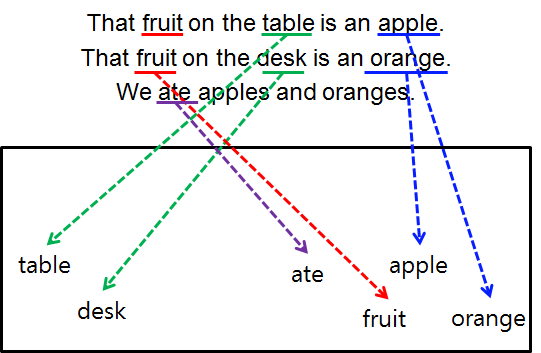 That fruit on the table is an apple.
That fruit on the desk is an orange.
We ate apples and oranges.
table
ate
apple
desk
fruit
orange